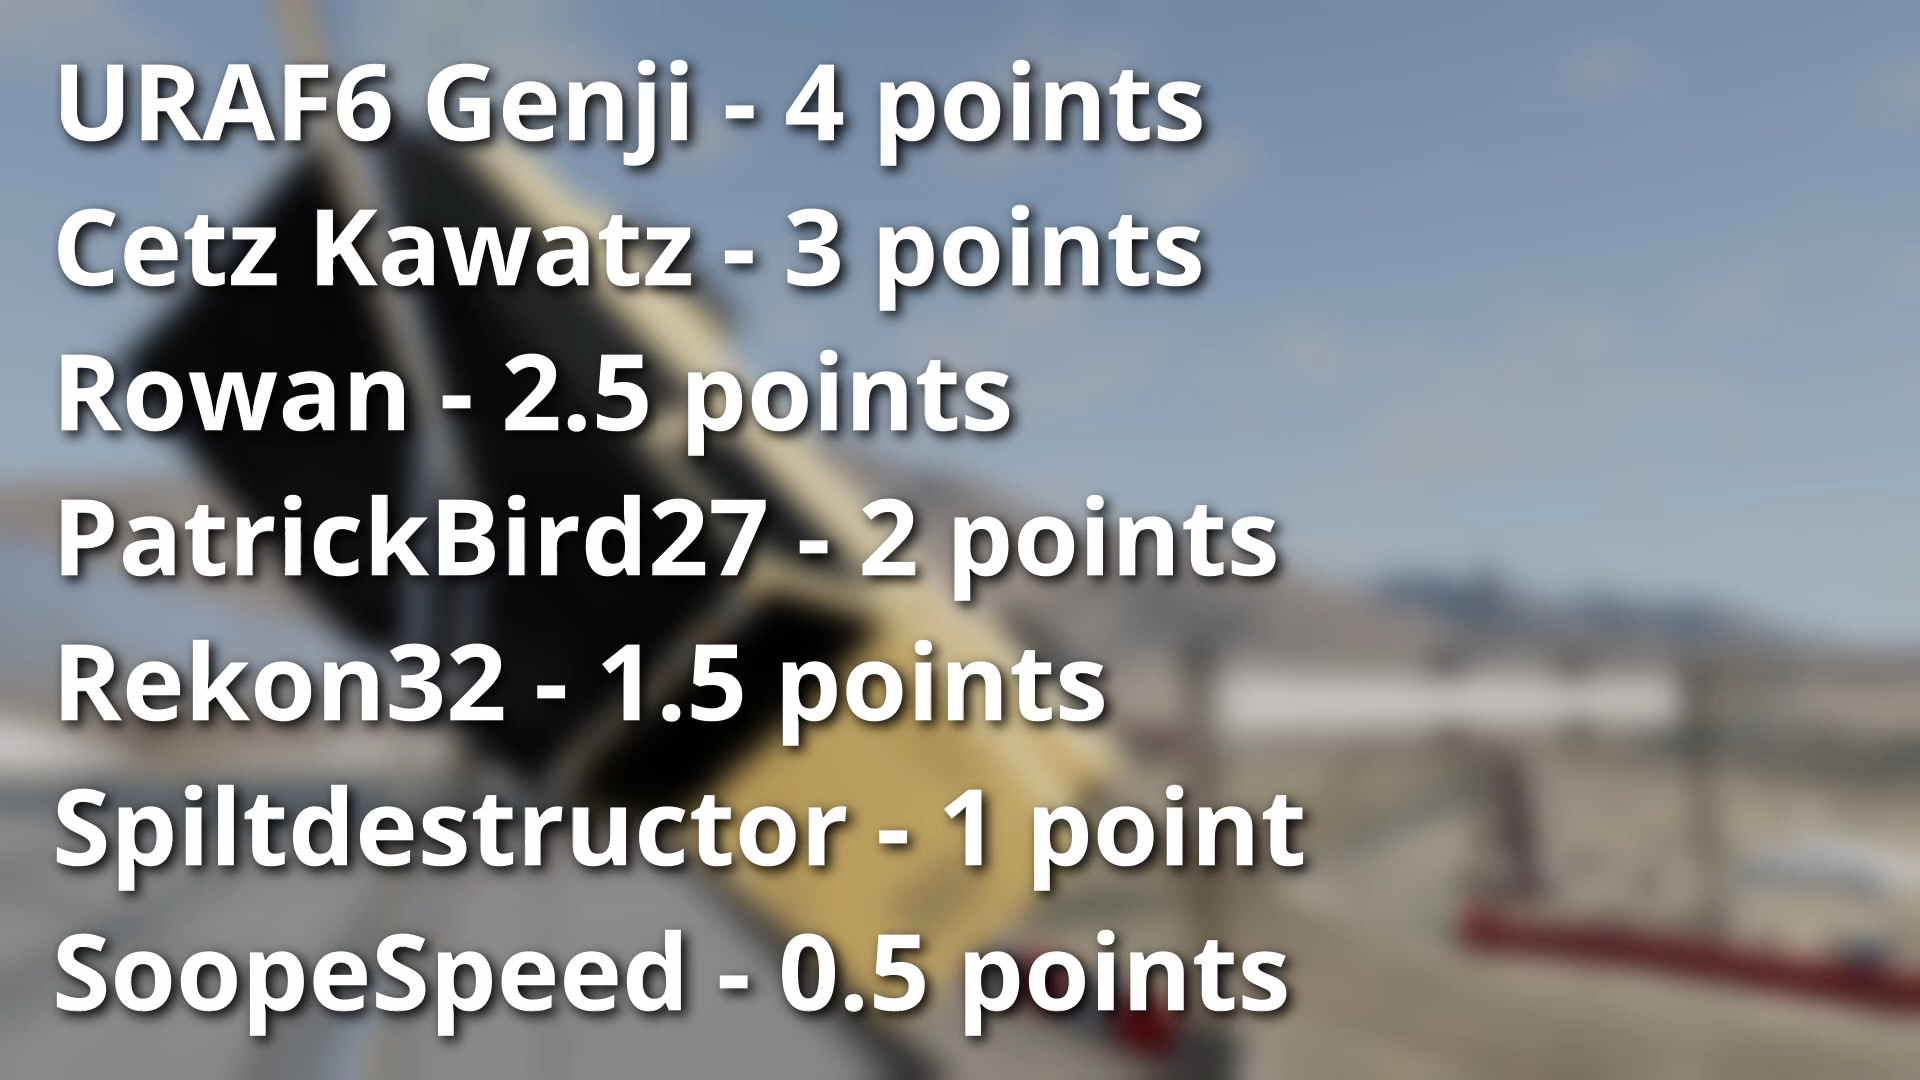 URAF6 Genji - 4 points
Cetz Kawatz - 3 points
Rowan - 2.5 points
PatrickBird27 - 2 points
Rekon32 - 1.5 points
Spiltdestructor - 1 point
SoopeSpeed - 0.5 points